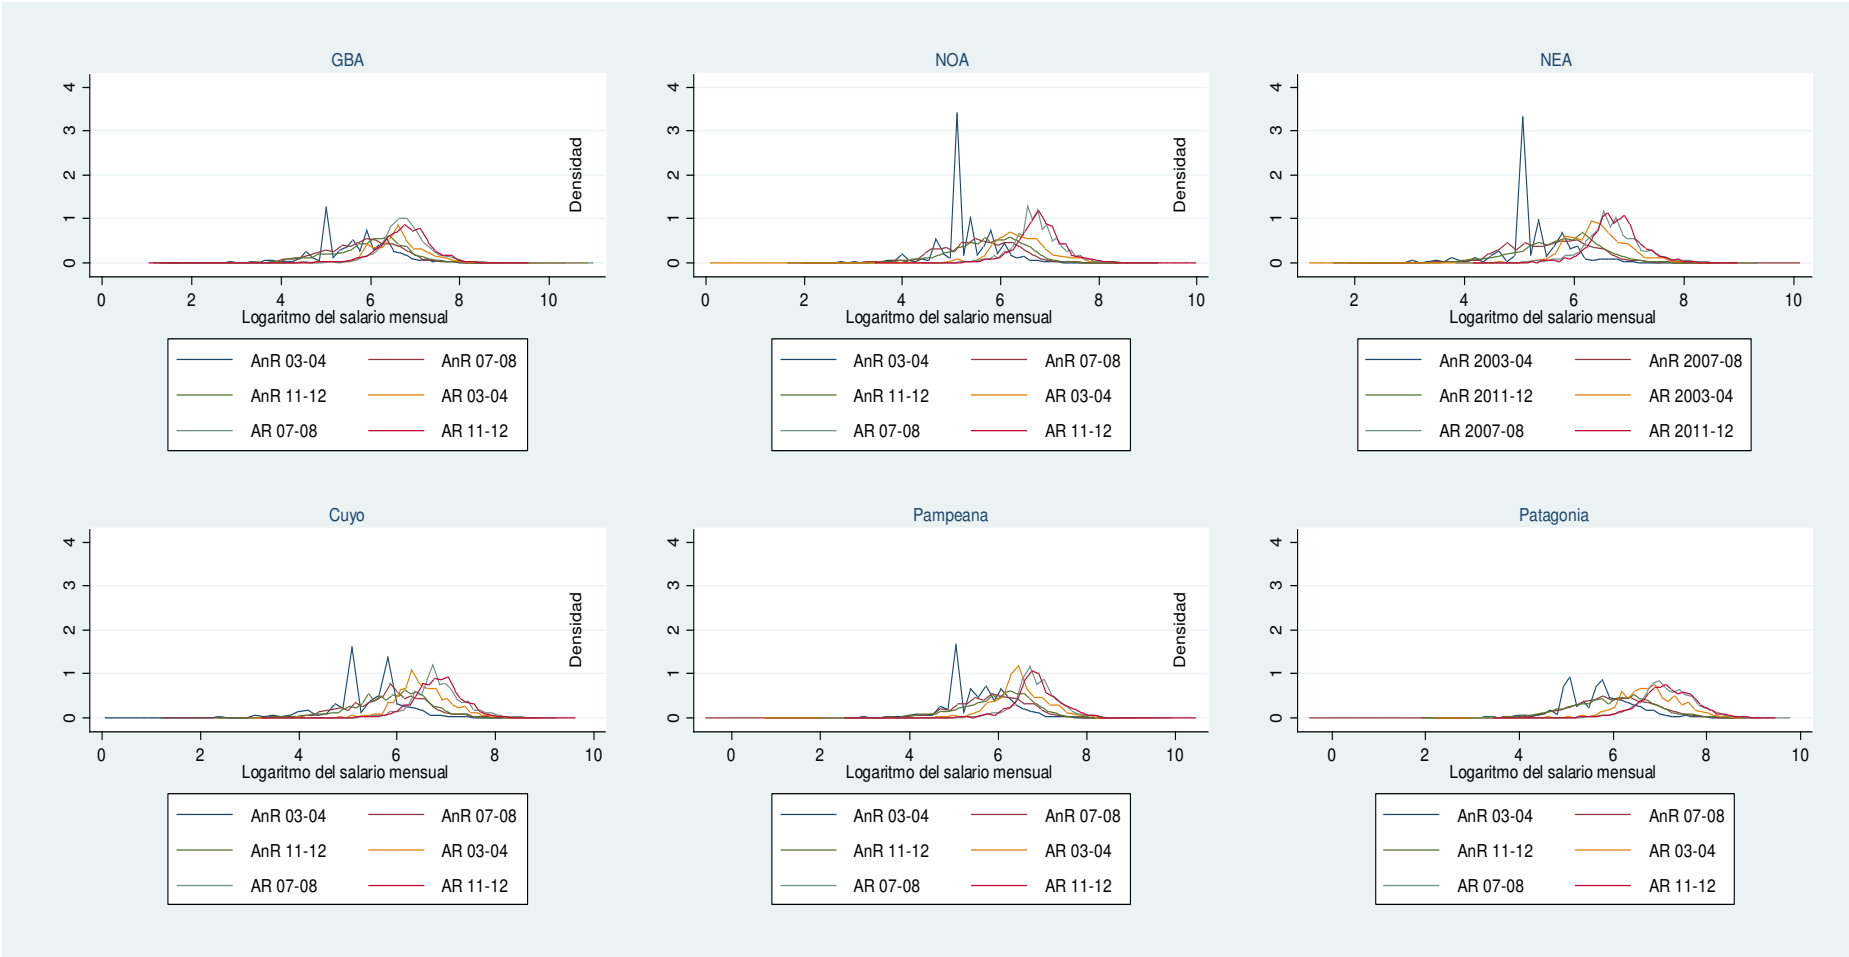 GBA
4
3
2
1
0
Densidad
0 2 4 6 8 10
Logaritmo del salario mensual
AnR 03-04 AnR 07-08
AnR 11-12 AR 03-04
AR 07-08 AR 11-12
NOA
4
3
2
1
0
Densidad
0 2 4 6 8 10
Logaritmo del salario mensual
AnR 03-04 AnR 07-08
AnR 11-12 AR 03-04
AR 07-08 AR 11-12
NEA
4
3
2
1
0
2 4 6 8 10
Logaritmo del salario mensual
AnR 2003-04 AnR 2007-08
AnR 2011-12 AR 2003-04
AR 2007-08 AR 2011-12
Cuyo
4
3
2
1
0
Densidad
0 2 4 6 8 10
Logaritmo del salario mensual
AnR 03-04 AnR 07-08
AnR 11-12 AR 03-04
AR 07-08 AR 11-12
Pampeana
4
3
2
1
0
Densidad
0 2 4 6 8 10
Logaritmo del salario mensual
AnR 03-04 AnR 07-08
AnR 11-12 AR 03-04
AR 07-08 AR 11-12
Patagonia
4
3
2
1
0
0 2 4 6 8 10
Logaritmo del salario mensual
AnR 03-04 AnR 07-08
AnR 11-12 AR 03-04
AR 07-08 AR 11-12